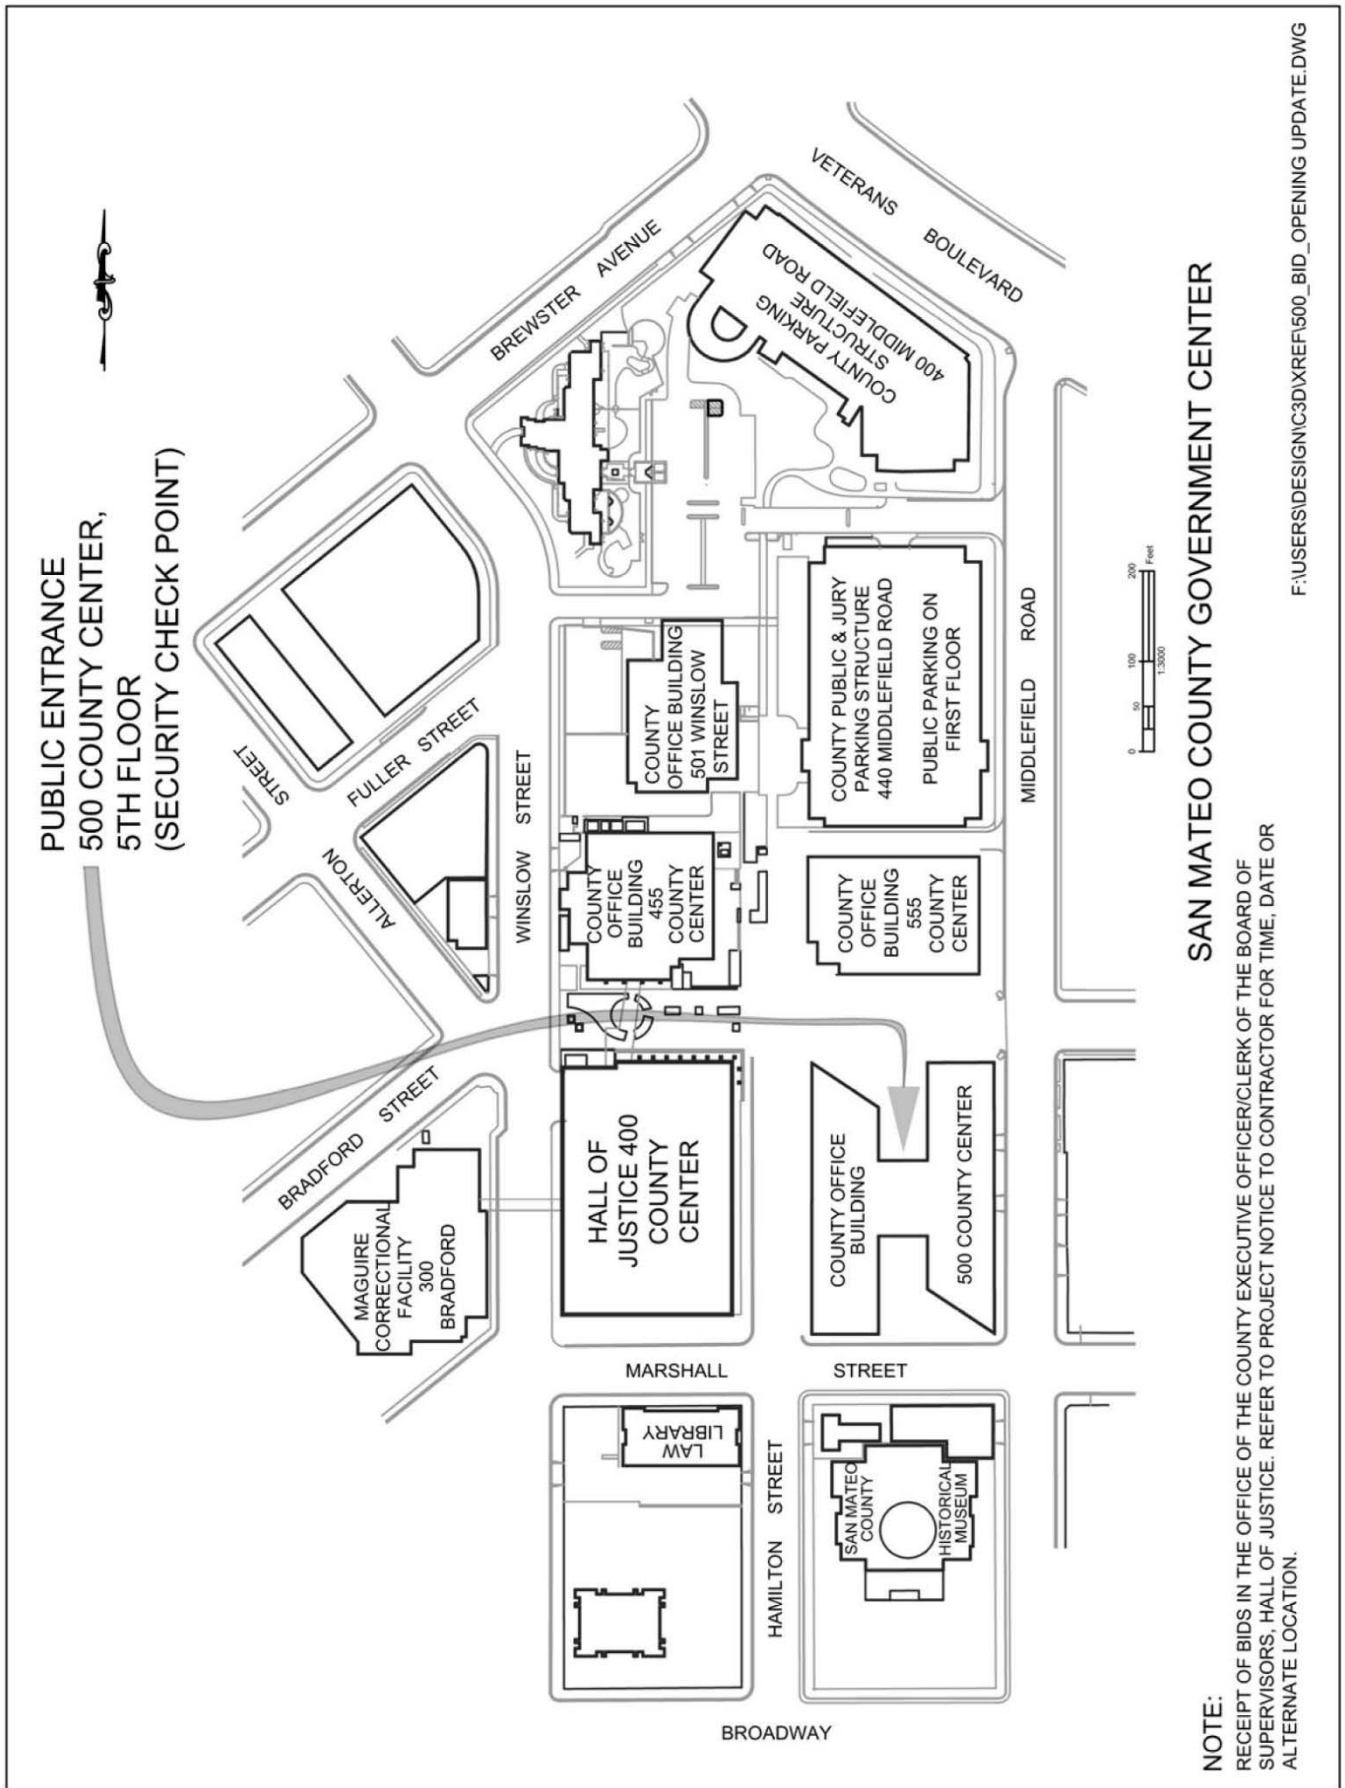 PUBLIC ENTRANCE
500 COUNTY CENTER,
5TH FLOOR
(SECURITY CHECK POINT)
BREWSTER AVENUE
VETERANS BOULEVARD
COUNTY PARKING
STRUCTURE
400 MIDDLEFIELD ROAD
STREET
ALLERTON
FULLER STREET
WINSLOW STREET
COUNTY
OFFICE BUILDING
501 WINSLOW
STREET
COUNTY PUBLIC & JURY
PARKING STRUCTURE
440 MIDDLEFIELD ROAD
PUBLIC PARKING ON
FIRST FLOOR
MIDDLEFIELD ROAD
COUNTY
OFFICE
BUILDING
455
COUNTY
CENTER
COUNTY
OFFICE
BUILDING
555
COUNTY
CENTER
BRADFORD STREET
MAGUIRE
CORRECTIONAL
FACILITY
300
BRADFORD
HALL OF
JUSTICE 400
COUNTY
CENTER
COUNTY OFFICE
BUILDING
500 COUNTY CENTER
MARSHALL STREET
LAW
LIBRARY
HAMILTON STREET
SAN MATEO
COUNTY
HISTORICAL
MUSEUM
BROADWAY
0 50 100 200
Feet
1:3000
SAN MATEO COUNTY GOVERNMENT CENTER
NOTE:
RECEIPT OF BIDS IN THE OFFICE OF THE COUNTY EXECUTIVE OFFICER/CLERK OF THE BOARD OF
SUPERVISORS, HALL OF JUSTICE. REFER TO PROJECT NOTICE TO CONTRACTOR FOR TIME, DATE OR
ALTERNATE LOCATION.
F:\USERS\DESIGN\C3D\XREF\500_BID_OPENING UPDATE.DWG